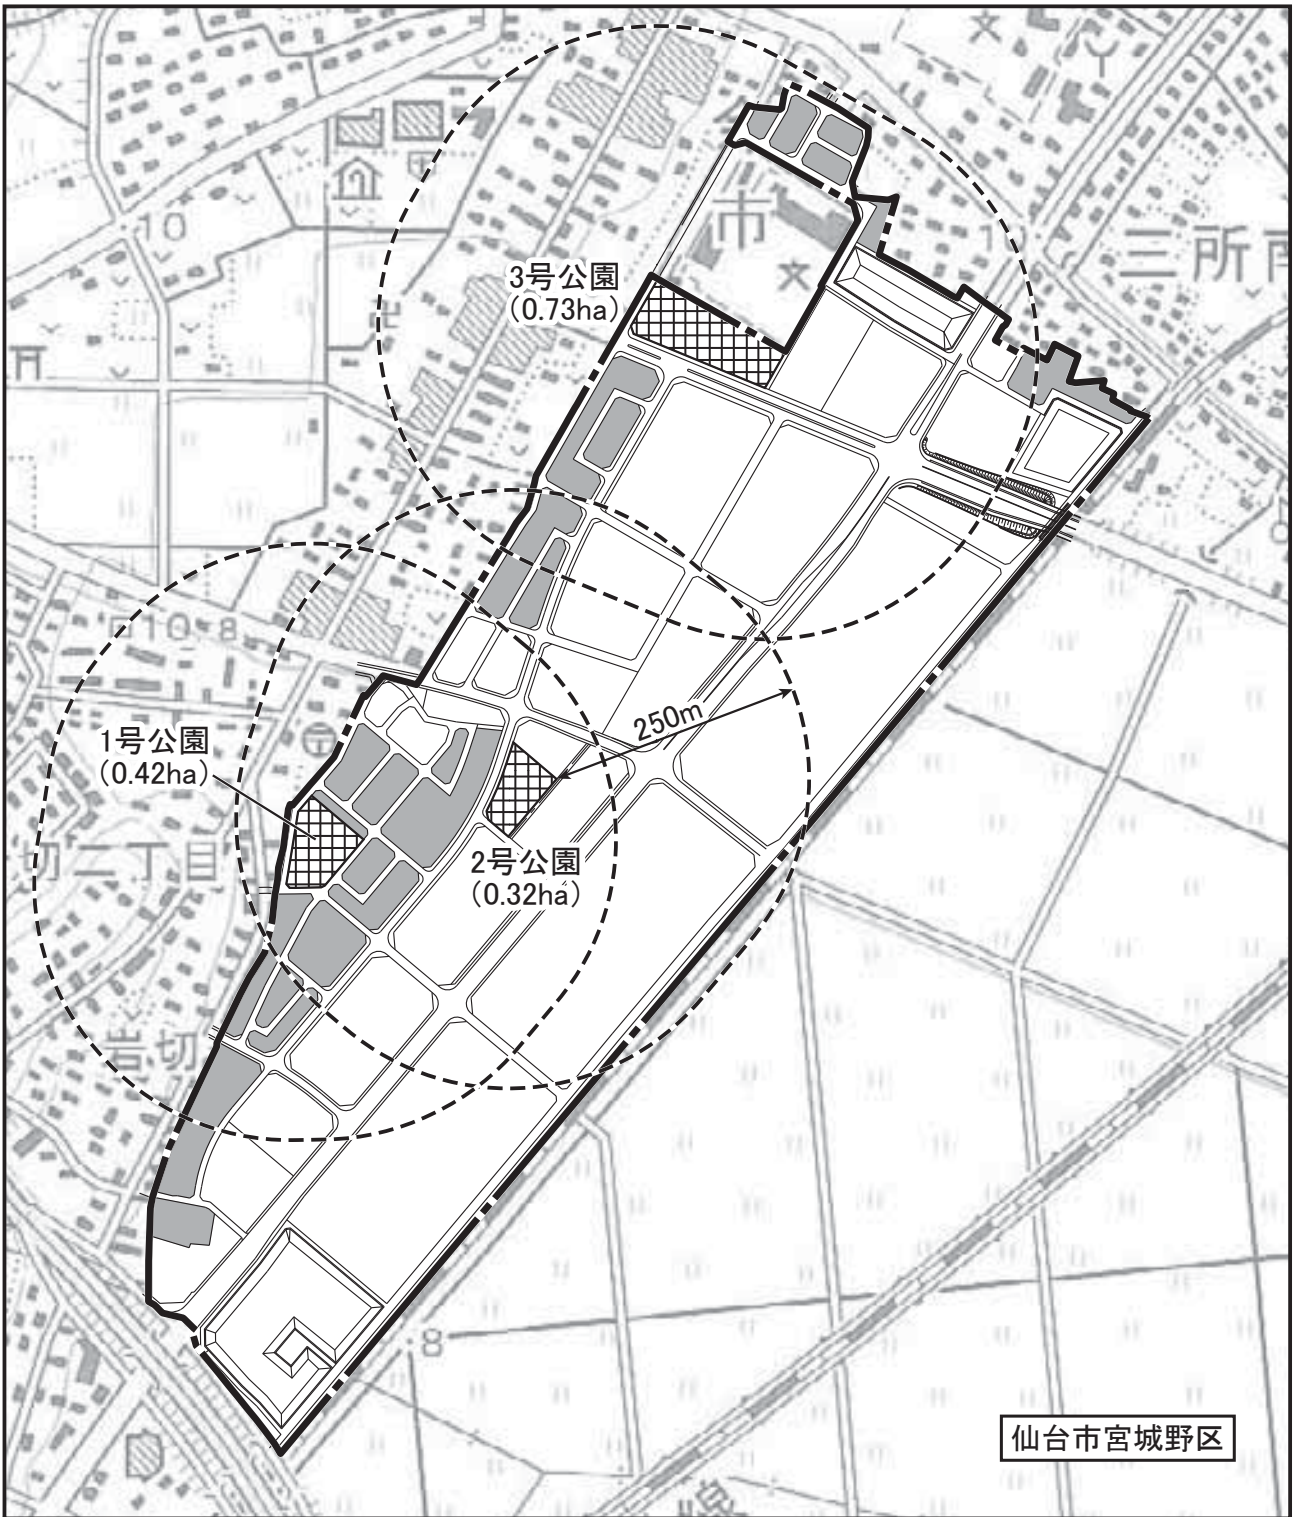 市
10
三所
3号公園
(0.73ha)
10.8
250m
1号公園
(0.42ha)
切二丁目
2号公園
(0.32ha)
岩切
8
仙台市宮城野区